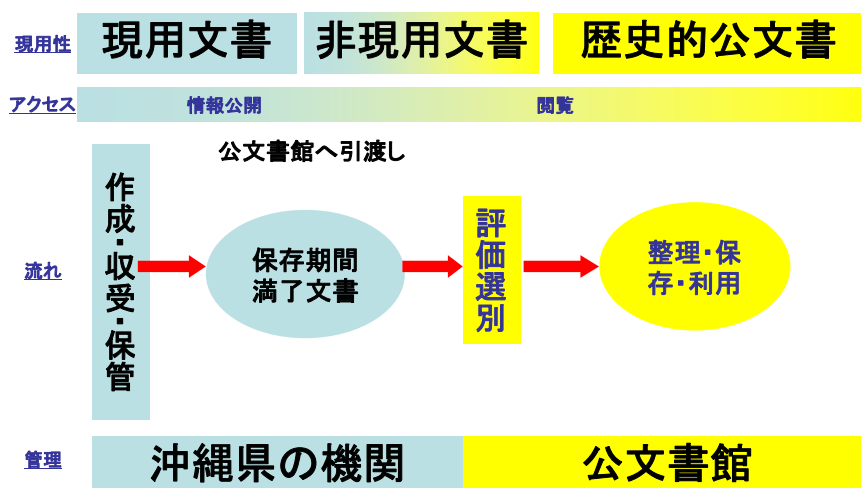 現用性
現用文書
非現用文書
歴史的公文書
アクセス
情報公開
閲覧
公文書館へ引渡し
流れ
作成・収受・保管
保存期間
満了文書
評価選別
整理・保
存・利用
管理
沖縄県の機関
公文書館